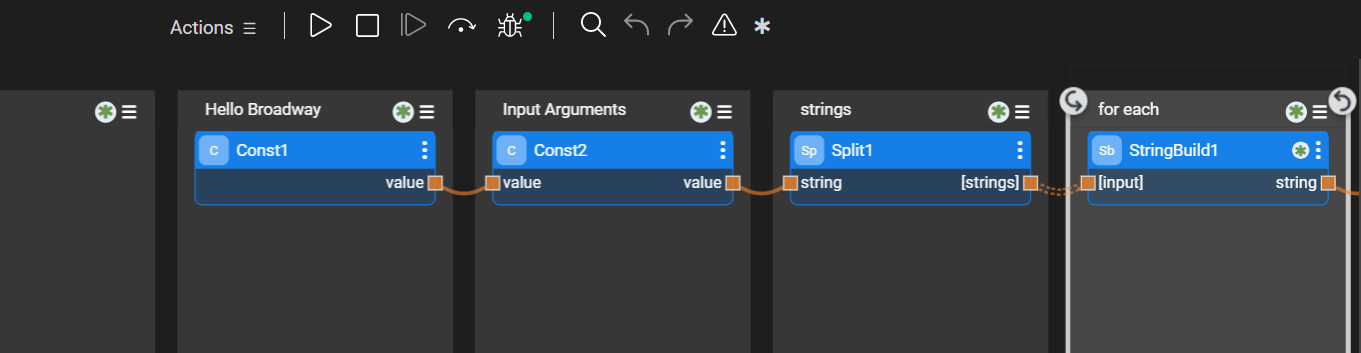 Actions
Hello Broadway
Input Arguments
strings
for each
C Const1
C Const2
Sp Split1
Sb StringBuild1
value
value value
string [strings]
[input] string